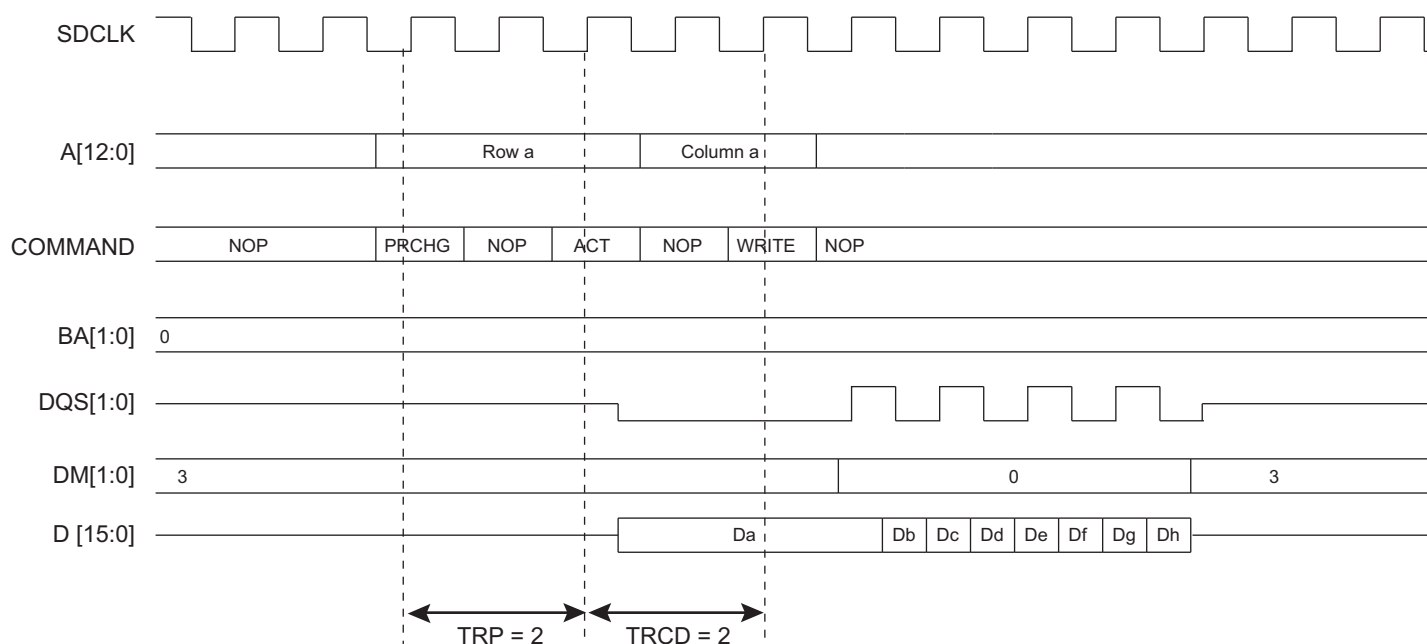 SDCLK
A[12:0] Row a Column a
COMMAND NOP PRCHG NOP ACT NOP WRITE NOP
BA[1:0] 0
DQS[1:0]
DM[1:0] 3 0 3
D [15:0] Da Db Dc Dd De Df Dg Dh
TRP = 2 TRCD = 2